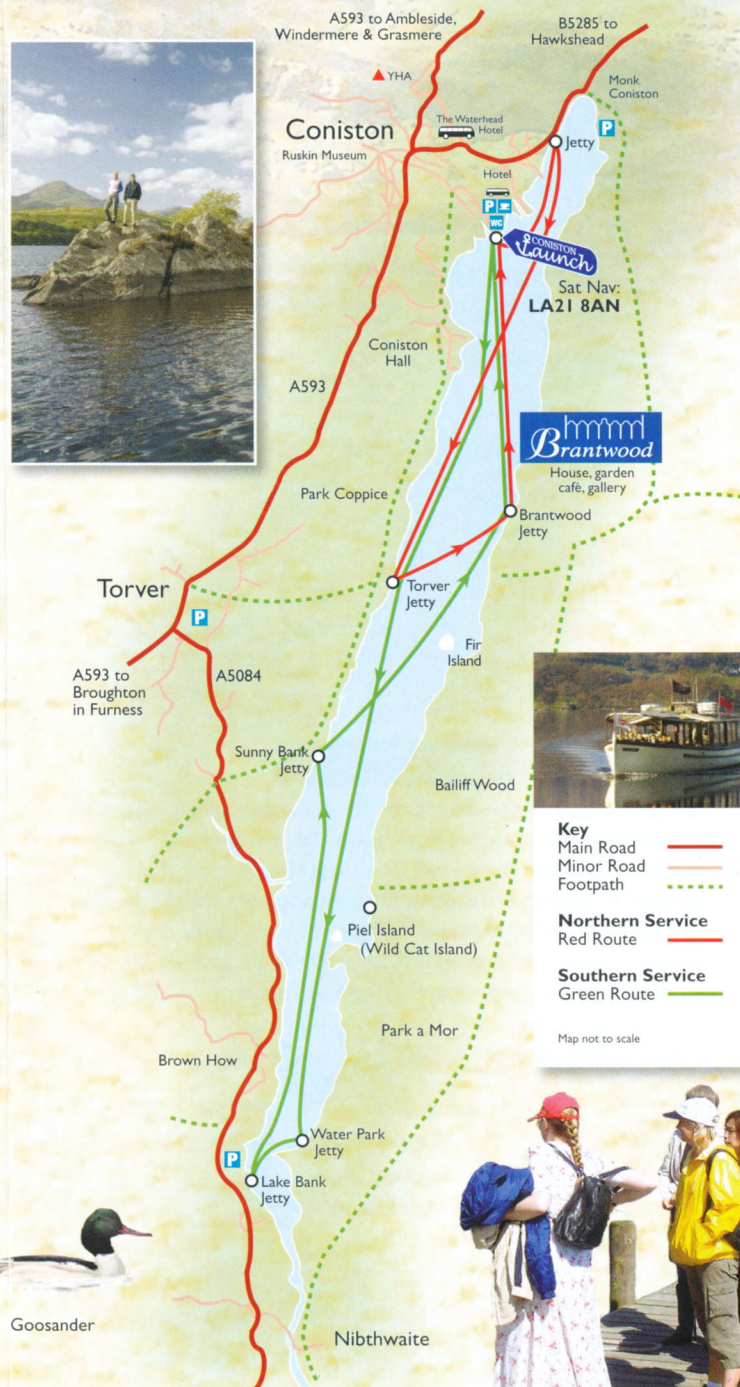 A593 to Ambleside,
Windermere & Grasmere
B5285 to
Hawkshead
YHA
Monk
Coniston
The Waterhead
Hotel
P
Coniston
Jetty
Ruskin Museum
Hotel
P
WC
CONISTON
Launch
Sat Nav:
LA21 8AN
Coniston
Hall
A593
Brantwood
House, garden
cafè, gallery
Park Coppice
Brantwood
Jetty
Torver
Torver
Jetty
P
Fir
Island
A593 to
Broughton
in Furness
A5084
Sunny Bank
Jetty
Bailiff Wood
Key
Main Road
Minor Road
Footpath
Northern Service
Red Route
Southern Service
Green Route
Map not to scale
Piel Island
(Wild Cat Island)
Park a Mor
Brown How
Water Park
Jetty
P
Lake Bank
Jetty
Goosander
Nibthwaite